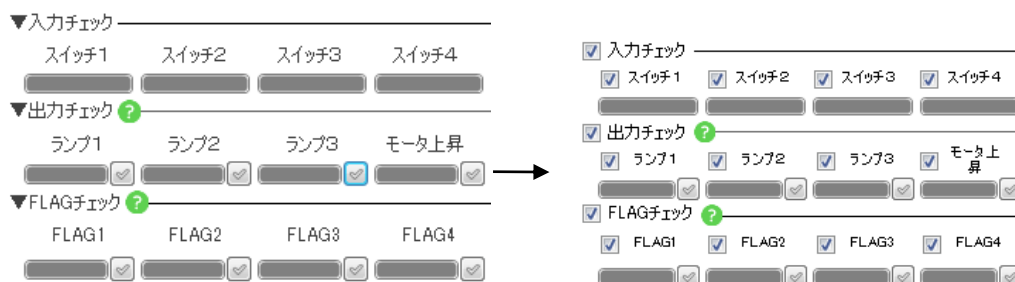 ▼入力チェック
スイッチ1 スイッチ2 スイッチ3 スイッチ4
▼出力チェック ?
ランプ1 ランプ2 ランプ3 モータ上昇
▼FLAGチェック ?
FLAG1 FLAG2 FLAG3 FLAG4
入力チェック
スイッチ1 スイッチ2 スイッチ3 スイッチ4
出力チェック ?
ランプ1 ランプ2 ランプ3 モータ上
昇
FLAGチェック ?
FLAG1 FLAG2 FLAG3 FLAG4